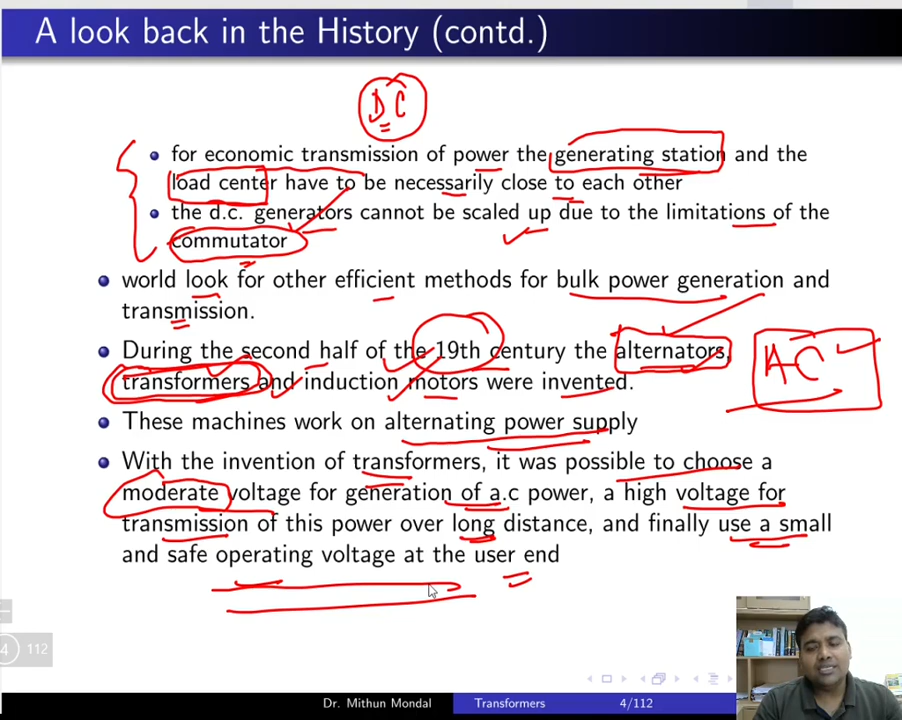 A look back in the History (contd.)
DC
for economic transmission of power the generating station and the
load center have to be necessarily close to each other
the d.c. generators cannot be scaled up due to the limitations of the
commutator
world look for other efficient methods for bulk power generation and
transmission.
During the second half of the 19th century the alternators,
transformers and induction motors were invented.
AC
These machines work on alternating power supply
With the invention of transformers, it was possible to choose a
moderate voltage for generation of a.c power, a high voltage for
transmission of this power over long distance, and finally use a small
and safe operating voltage at the user end
4 112
Dr. Mithun Mondal Transformers 4/112